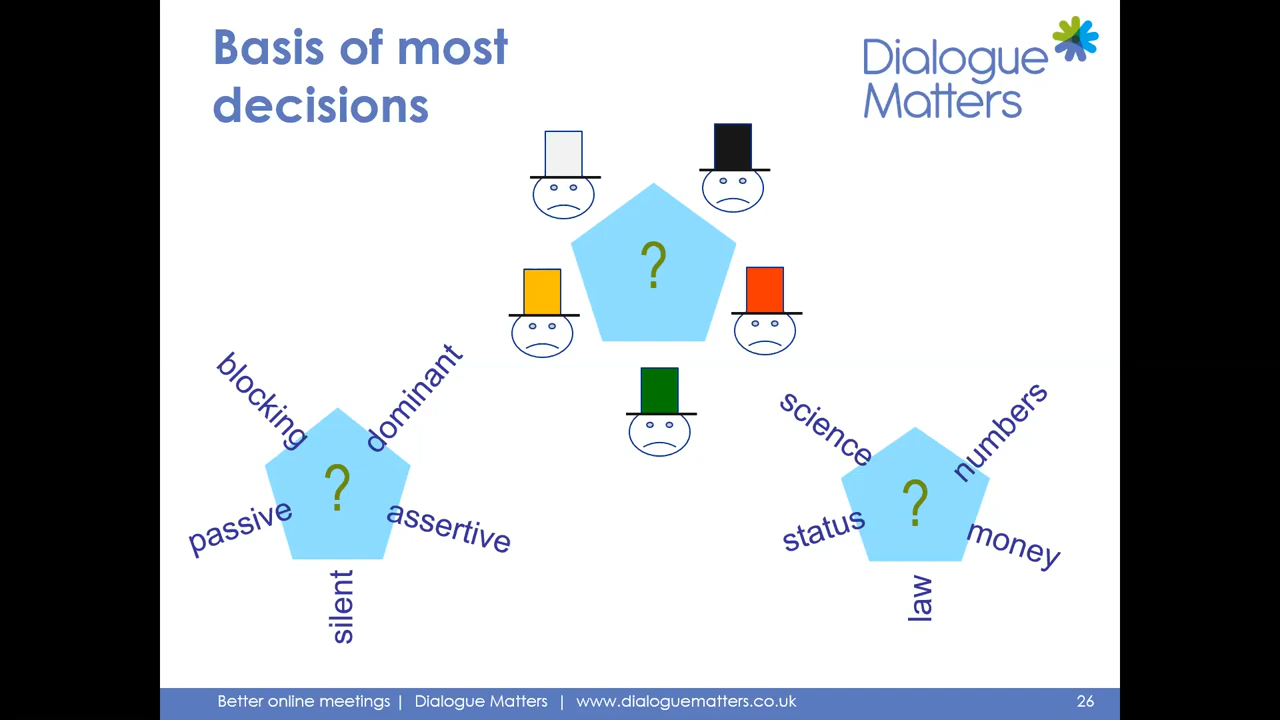 Basis of most
decisions
Dialogue
Matters
?
blocking
dominant
passive
?
assertive
silent
science
numbers
status
?
money
law
Better online meetings | Dialogue Matters | www.dialoguematters.co.uk
26